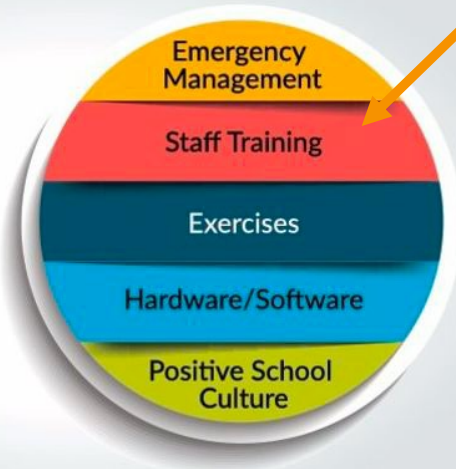 Emergency
Management
Staff Training
Exercises
Hardware/Software
Positive School
Culture